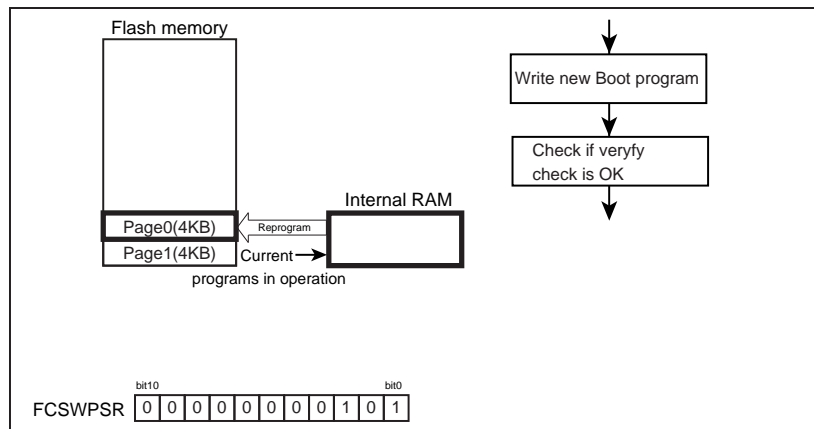 Flash memory
Write new Boot program
Check if veryfy
check is OK
Internal RAM
Page0(4KB)
Reprogram
Page1(4KB)
Current
programs in operation
bit10
bit0
FCSWPSR 0 0 0 0 0 0 0 0 1 0 1